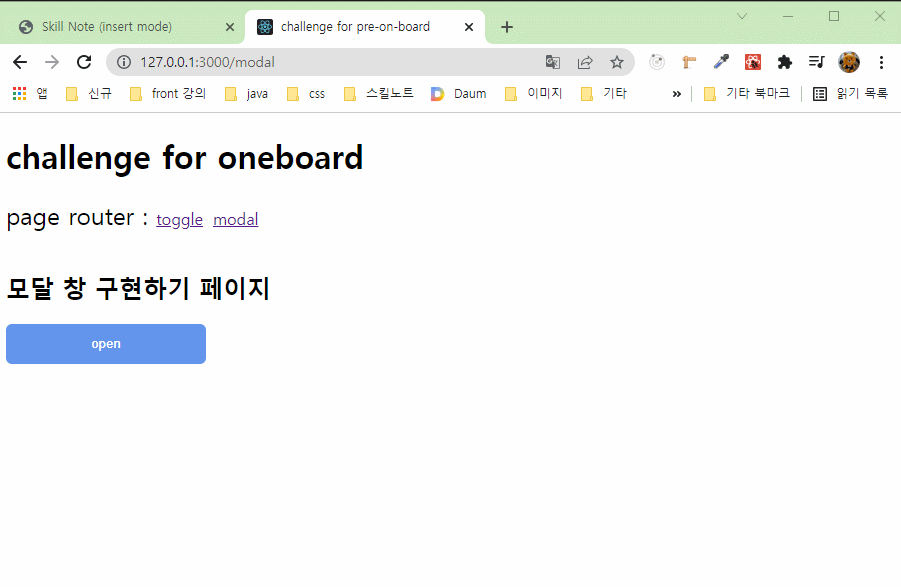 Skill Note (insert mode)
challenge for pre-on-board
127.0.0.1:3000/modal
앱 신규 front 강의 java css 스킬노트 Daum 이미지 기타 » 기타 북마크 읽기 목록
challenge for oneboard
page router : toggle modal
모달 창 구현하기 페이지
open